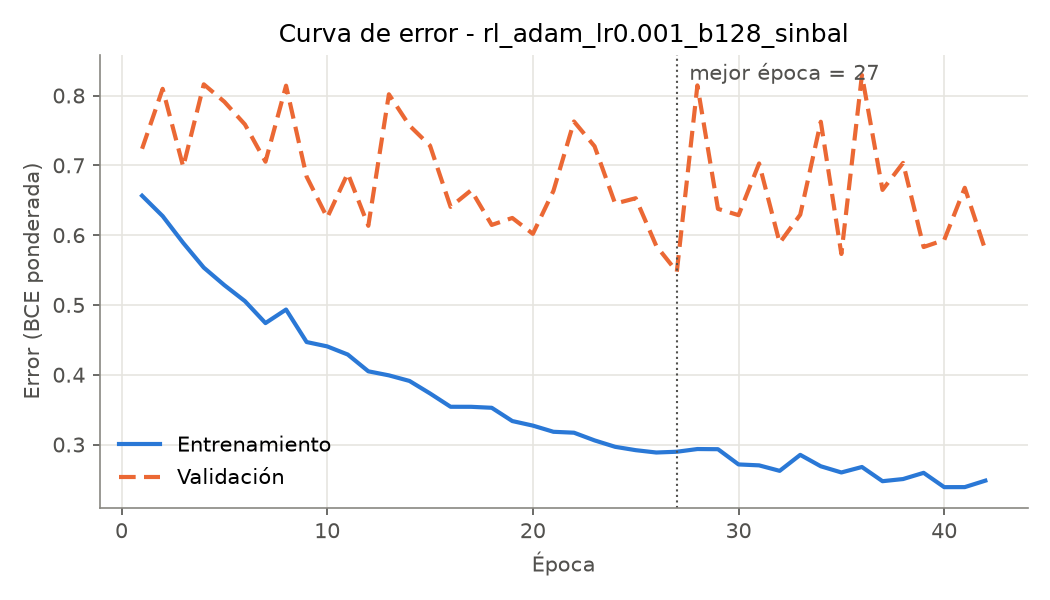 Curva de error - rl_adam_lr0.001_b128_sinbal
mejor época = 27
Error (BCE ponderada)
0.8
0.7
0.6
0.5
0.4
0.3
Entrenamiento
Validación
0 10 20 30 40
Época